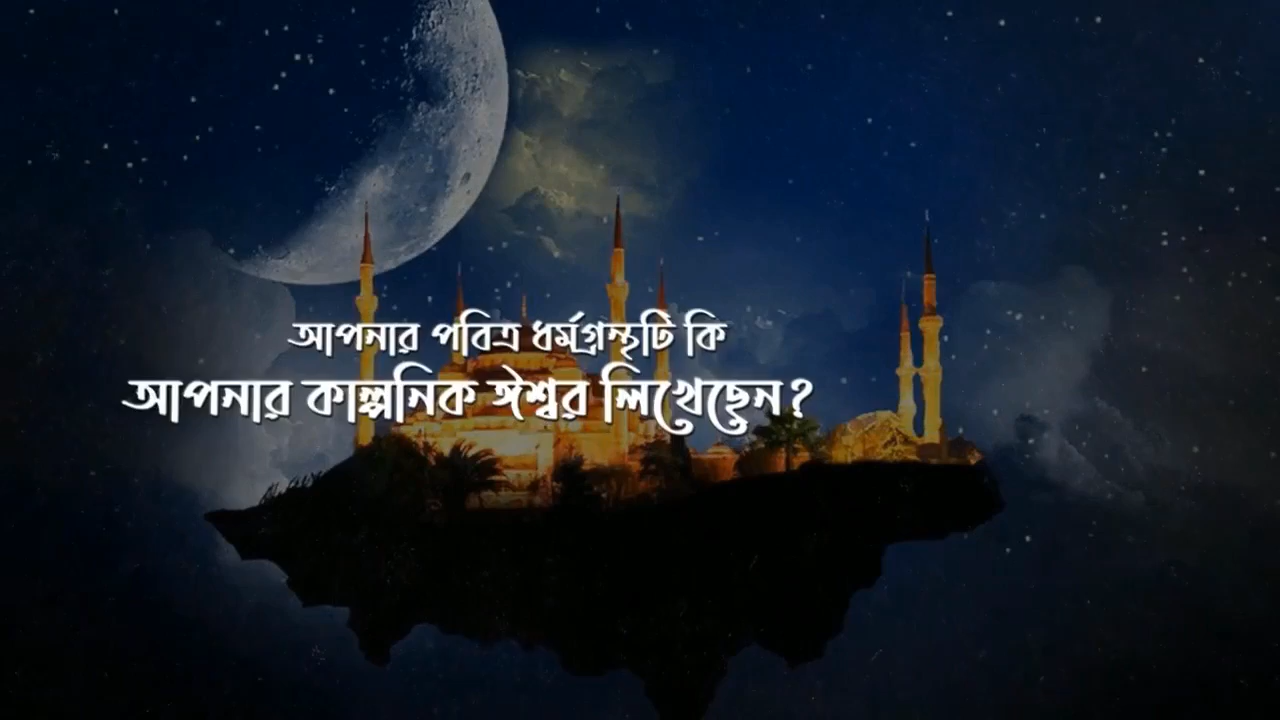 আপনার পবিত্র ধর্মগ্রন্থটি কি
আপনার কাল্পনিক ঈশ্বর লিখেছেন?